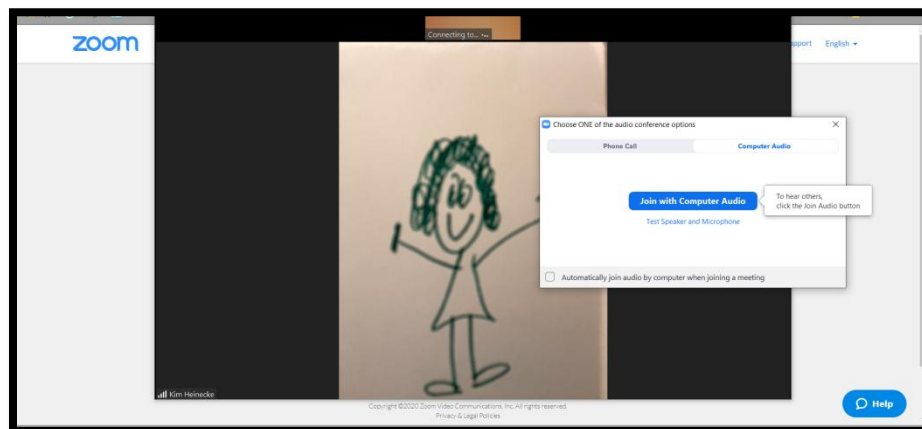 zoom
Connecting to...
pport English
Choose ONE of the audio conference options
Phone Call
Computer Audio
Join with Computer Audio
To hear others,
click the Join Audio button
Test Speaker and Microphone
Automatically join audio by computer when joining a meeting
Kim Heinecke
Copyright ©2020 Zoom Video Communications, Inc. All rights reserved.
Privacy & Legal Policies
Help